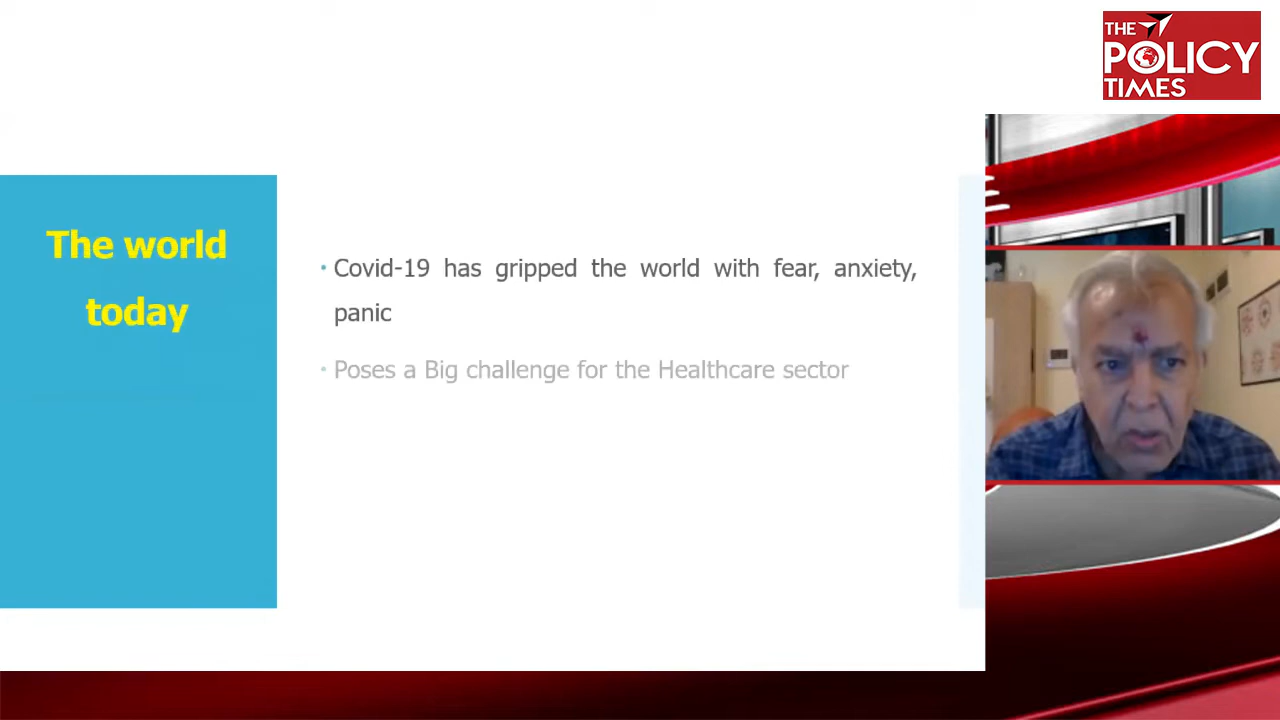 THE
POLICY
TIMES
The world
today
• Covid-19 has gripped the world with fear, anxiety,
panic
• Poses a Big challenge for the Healthcare sector